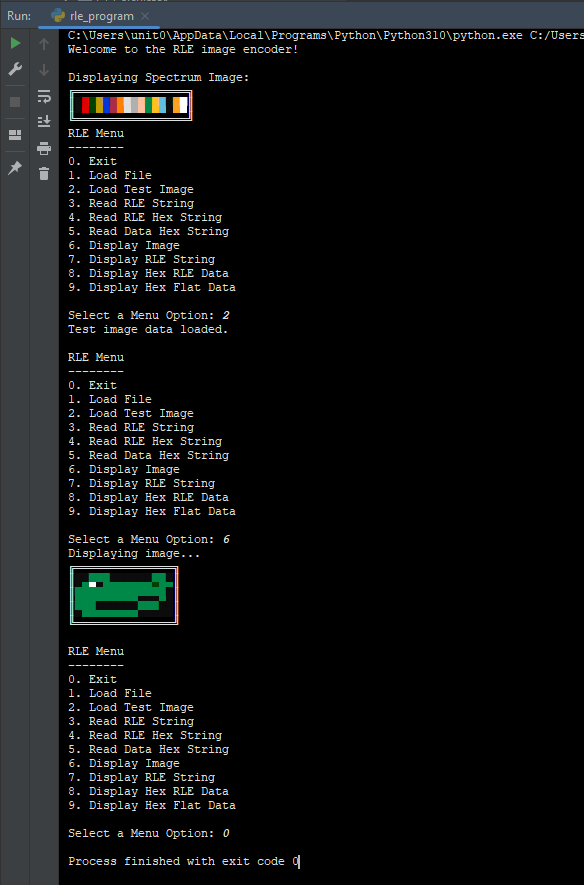 Run:
rle_program
C:\Users\unit0\AppData\Local\Programs\Python\Python310\python.exe C:/Users
Welcome to the RLE image encoder!
Displaying Spectrum Image:
RLE Menu
--------
0. Exit
1. Load File
2. Load Test Image
3. Read RLE String
4. Read RLE Hex String
5. Read Data Hex String
6. Display Image
7. Display RLE String
8. Display Hex RLE Data
9. Display Hex Flat Data
Select a Menu Option: 2
Test image data loaded.
RLE Menu
--------
0. Exit
1. Load File
2. Load Test Image
3. Read RLE String
4. Read RLE Hex String
5. Read Data Hex String
6. Display Image
7. Display RLE String
8. Display Hex RLE Data
9. Display Hex Flat Data
Select a Menu Option: 6
Displaying image...
RLE Menu
--------
0. Exit
1. Load File
2. Load Test Image
3. Read RLE String
4. Read RLE Hex String
5. Read Data Hex String
6. Display Image
7. Display RLE String
8. Display Hex RLE Data
9. Display Hex Flat Data
Select a Menu Option: 0
Process finished with exit code 0